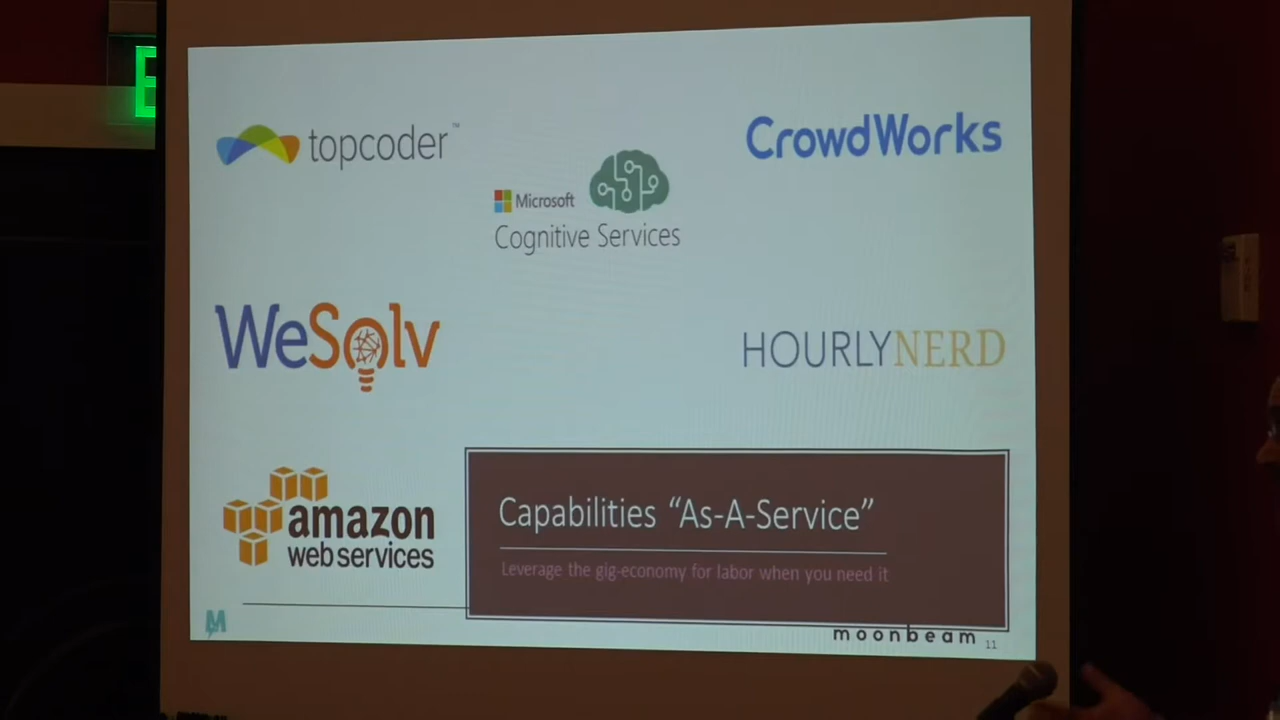 E
topcoder™
CrowdWorks
Microsoft
Cognitive Services
WeSolv
HOURLYNERD
amazon
web services
Capabilities “As-A-Service”
Leverage the gig-economy for labor when you need it
M
moonbeam 11